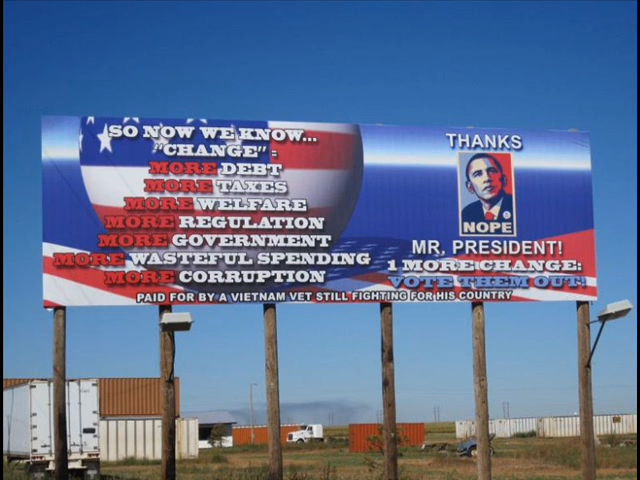 SO NOW WE KNOW...
"CHANGE":
MORE DEBT
MORE TAXES
MORE WELFARE
MORE REGULATION
MORE GOVERNMENT
MORE WASTEFUL SPENDING
MORE CORRUPTION
THANKS
NOPE
MR. PRESIDENT!
1 MORE CHANGE:
VOTE THEM OUT!
PAID FOR BY A VIETNAM VET STILL FIGHTING FOR HIS COUNTRY